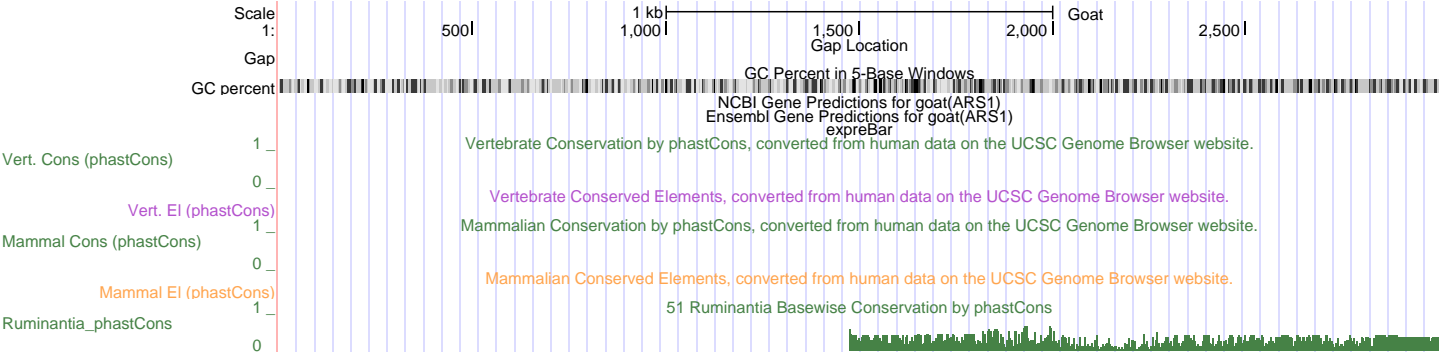 Scale 1 kb Goat
1: 500 1,000 1,500 2,000 2,500
Gap Location
Gap
GC Percent in 5-Base Windows
GC percent
NCBI Gene Predictions for goat(ARS1)
Ensembl Gene Predictions for goat(ARS1)
expreBar
1 _ Vertebrate Conservation by phastCons, converted from human data on the UCSC Genome Browser website.
Vert. Cons (phastCons)
0 _
Vertebrate Conserved Elements, converted from human data on the UCSC Genome Browser website.
Vert. El (phastCons)
1 _ Mammalian Conservation by phastCons, converted from human data on the UCSC Genome Browser website.
Mammal Cons (phastCons)
0 _
Mammalian Conserved Elements, converted from human data on the UCSC Genome Browser website.
Mammal El (phastCons)
1 _ 51 Ruminantia Basewise Conservation by phastCons
Ruminantia_phastCons
0